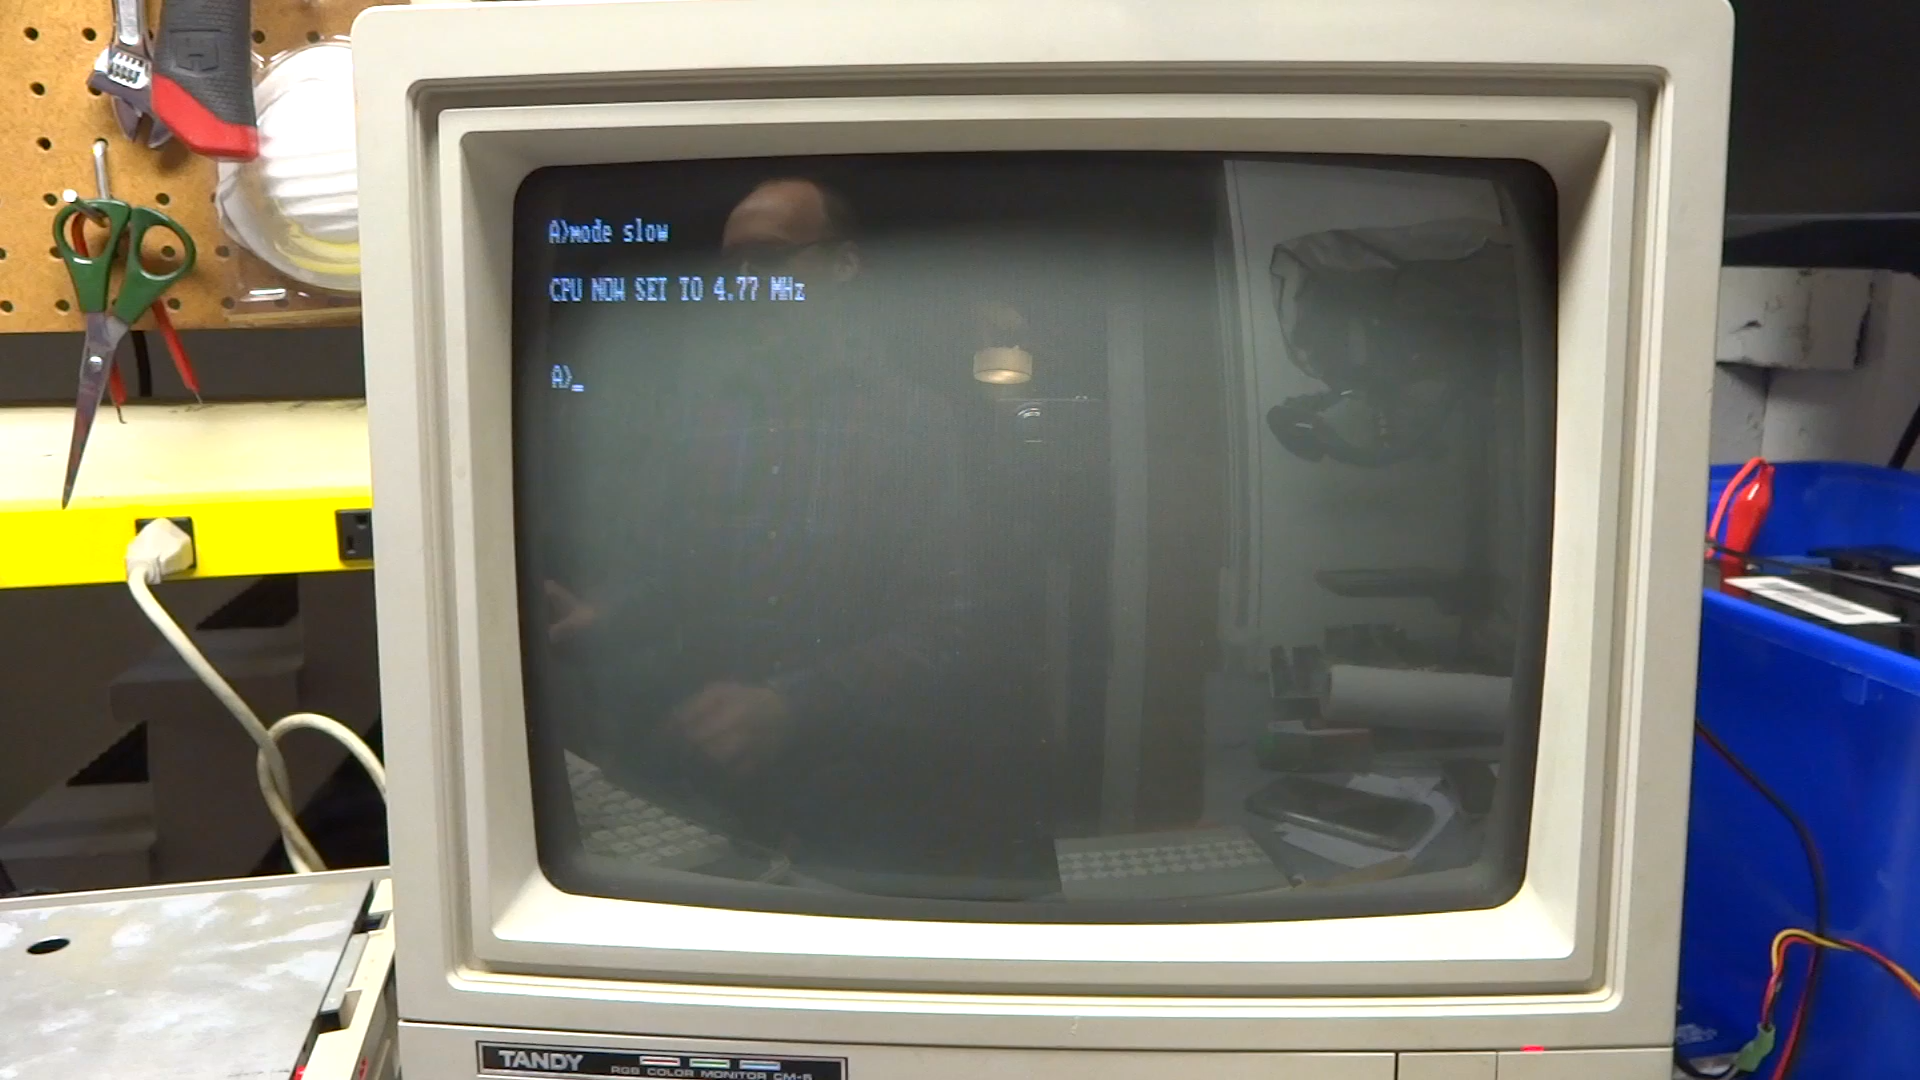 A>mode slow
CPU NOW SET TO 4.77 MHz
A>_
TANDY
RGB COLOR MONITOR CM-5